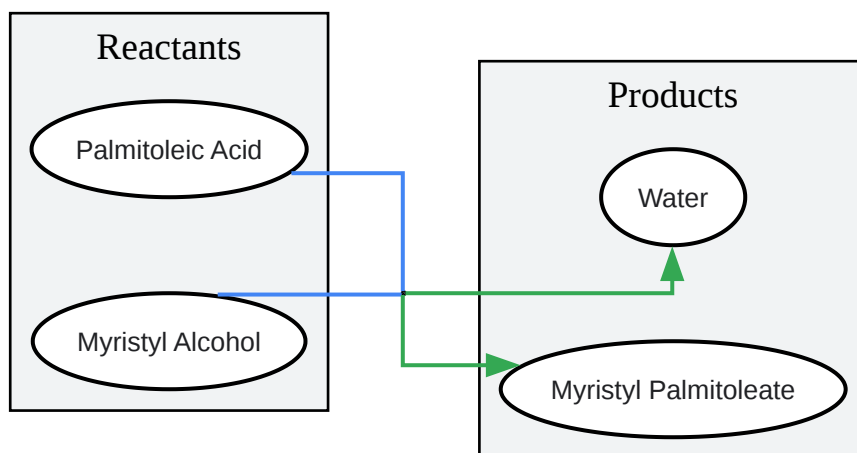 Reactants
Palmitoleic Acid
Myristyl Alcohol
Products
Water
Myristyl Palmitoleate